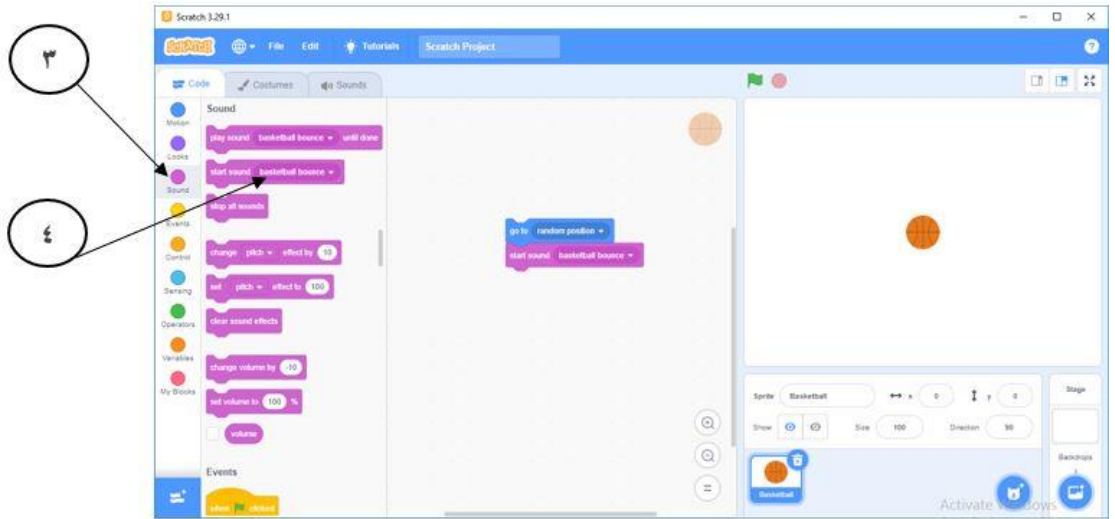 Scratch 3.29.1
SCRATCH File Edit Tutorials Scratch Project ?
٣
Code Costumes Sounds
Motion
Looks
Sound
Events
Control
Sensing
Operators
Variables
My Blocks
٤
Sound
play sound basketball bounce until done
start sound basketball bounce
stop all sounds
change pitch effect by 10
set pitch effect to 100
clear sound effects
change volume by -10
set volume to 100 %
volume
Events
when clicked
go to random position
start sound basketball bounce
Sprite Basketball x 0 y 0
Show Size 100 Direction 90
Basketball
Stage
Backdrops
1
Activate Windows